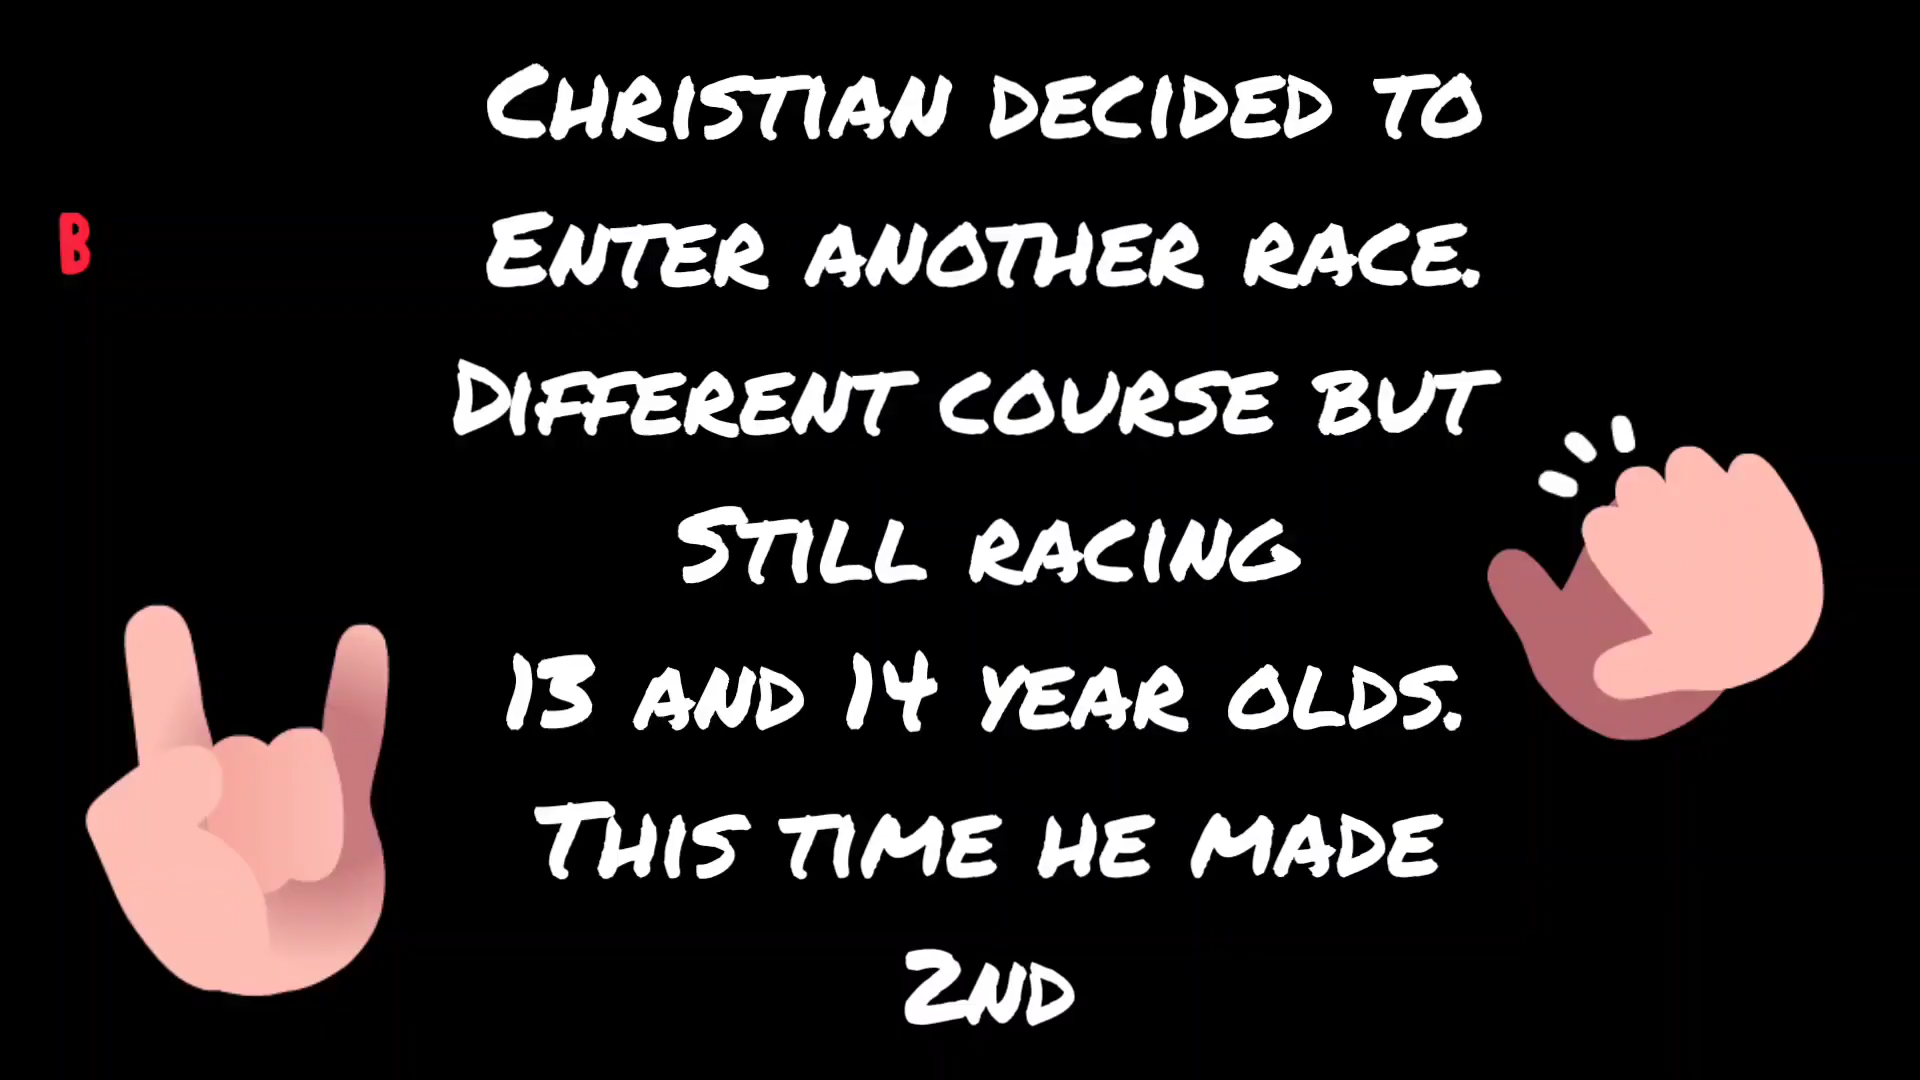 Christian decided to
B
Enter another race.
Different course but
Still racing
13 and 14 year olds.
This time he made
2nd